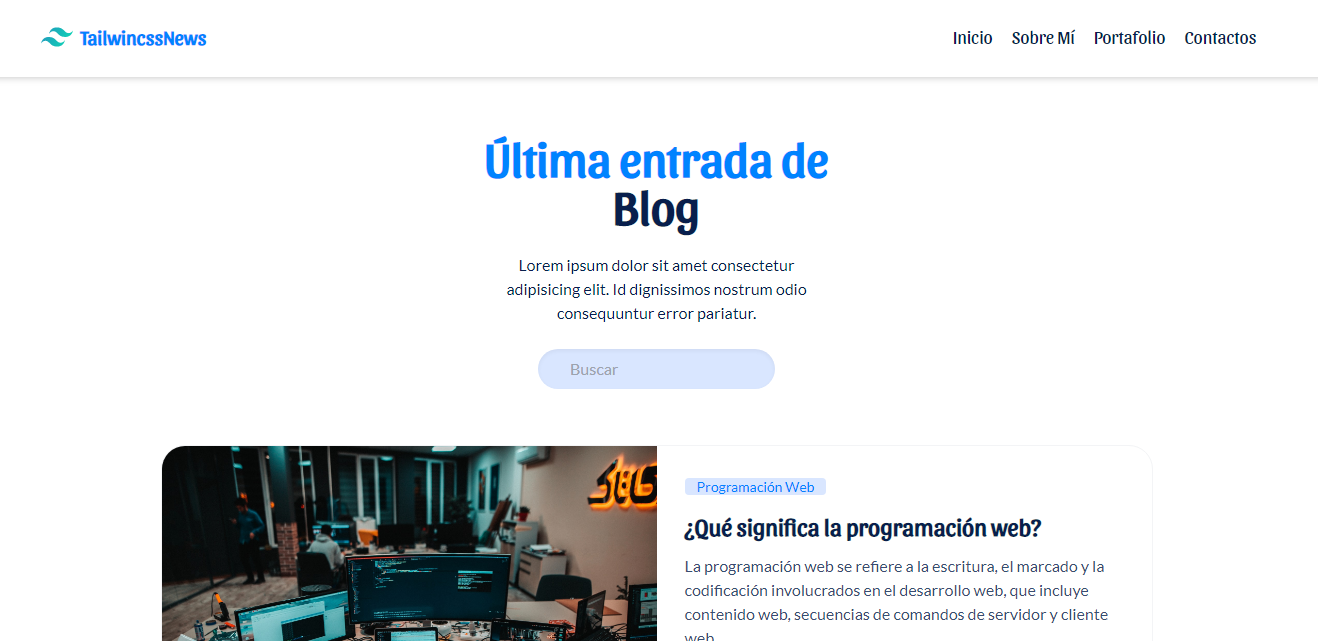 TailwincssNews
Inicio Sobre Mí Portafolio Contactos
Última entrada de
Blog
Lorem ipsum dolor sit amet consectetur
adipisicing elit. Id dignissimos nostrum odio
consequuntur error pariatur.
Buscar
Programación Web
¿Qué significa la programación web?
La programación web se refiere a la escritura, el marcado y la
codificación involucrados en el desarrollo web, que incluye
contenido web, secuencias de comandos de servidor y cliente
web